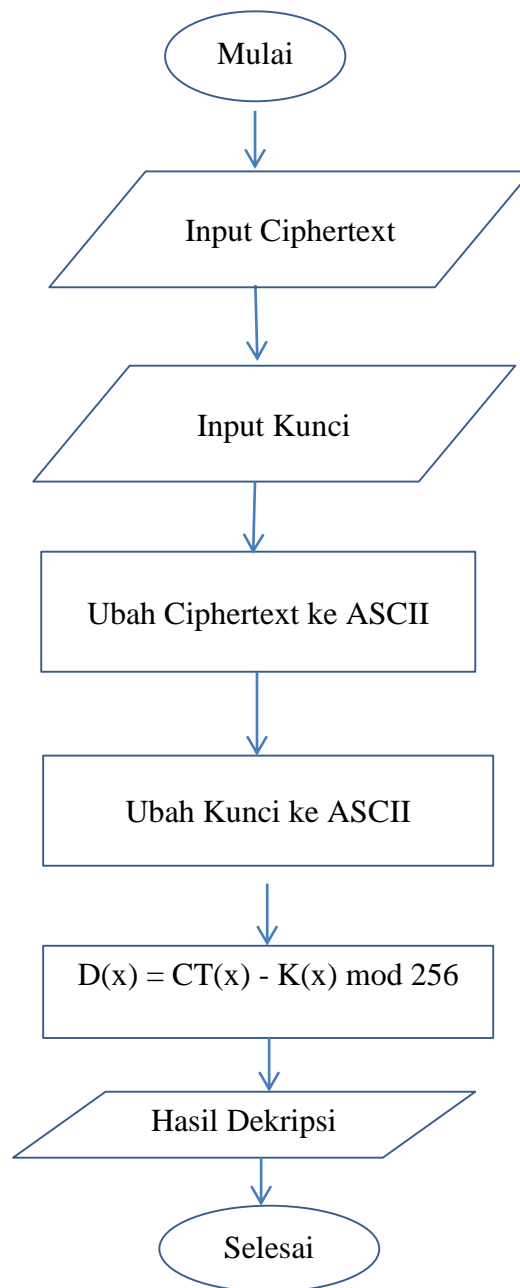 Mulai
Input Ciphertext
Input Kunci
Ubah Ciphertext ke ASCII
Ubah Kunci ke ASCII
D(x) = CT(x) - K(x) mod 256
Hasil Dekripsi
Selesai